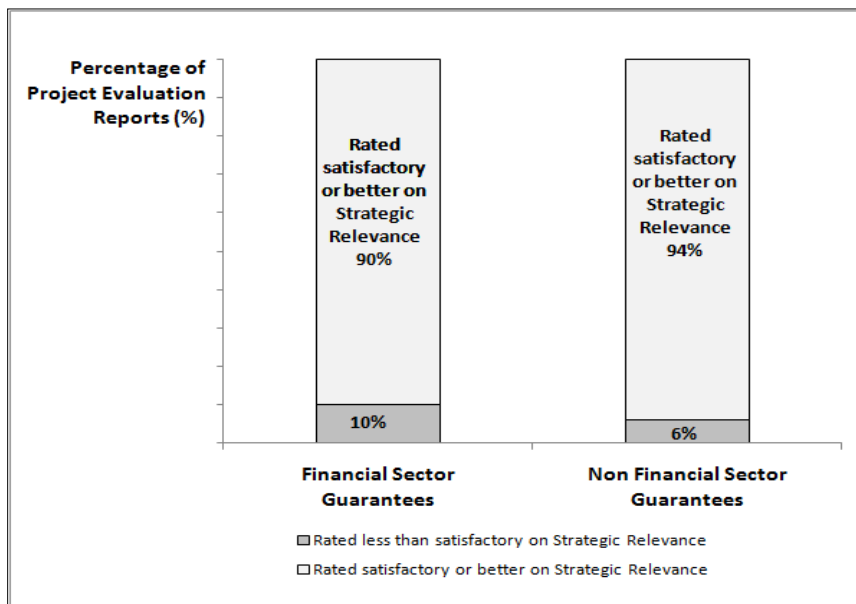 Percentage of
Project Evaluation
Reports (%)
Rated
satisfactory
or better on
Strategic
Relevance
90%
Rated
satisfactory
or better on
Strategic
Relevance
94%
10%
6%
Financial Sector
Guarantees
Non Financial Sector
Guarantees
Rated less than satisfactory on Strategic Relevance
Rated satisfactory or better on Strategic Relevance